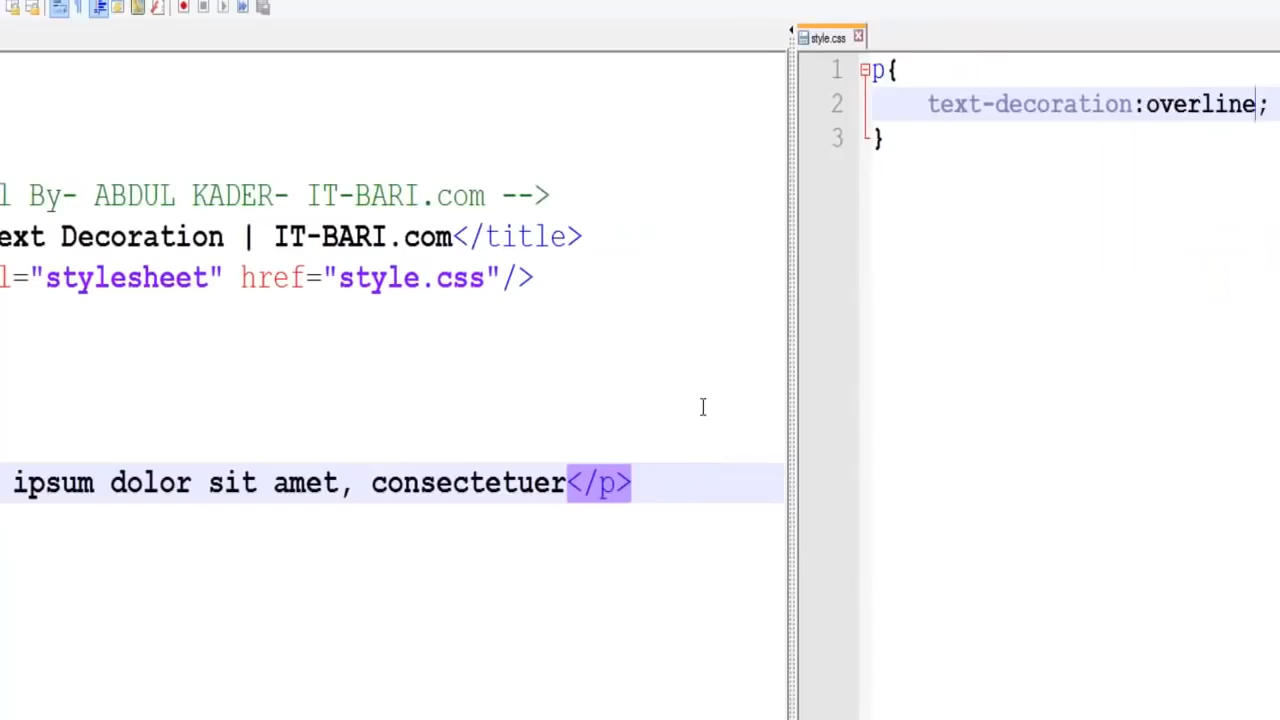 style.css
1 p{
2 text-decoration:overline;
3 }
l By- ABDUL KADER- IT-BARI.com -->
ext Decoration | IT-BARI.com</title>
l="stylesheet" href="style.css"/>
ipsum dolor sit amet, consectetuer</p>